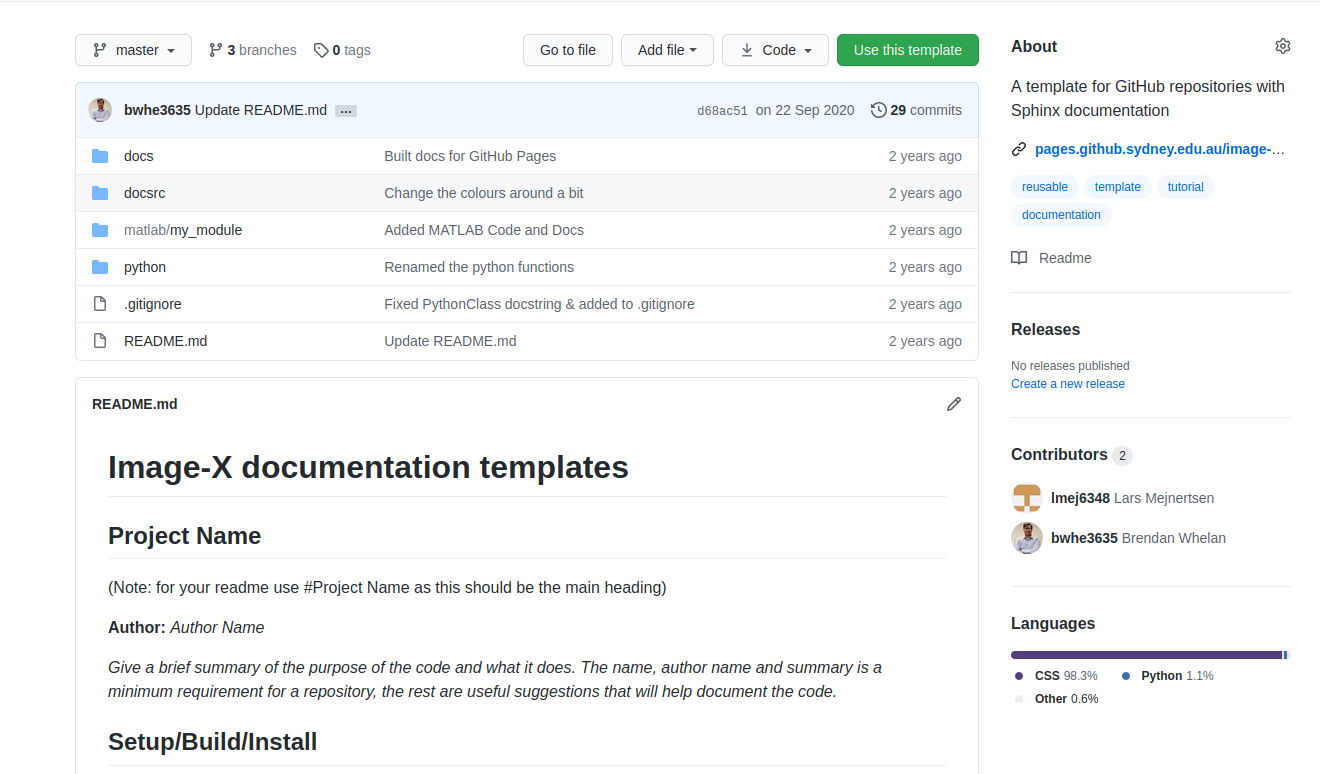 master 3 branches 0 tags Go to file Add file Code Use this template
bwhe3635 Update README.md ... d68ac51 on 22 Sep 2020 29 commits
docs Built docs for GitHub Pages 2 years ago
docsrc Change the colours around a bit 2 years ago
matlab/my_module Added MATLAB Code and Docs 2 years ago
python Renamed the python functions 2 years ago
.gitignore Fixed PythonClass docstring & added to .gitignore 2 years ago
README.md Update README.md 2 years ago
README.md
Image-X documentation templates
Project Name
(Note: for your readme use #Project Name as this should be the main heading)
Author: Author Name
Give a brief summary of the purpose of the code and what it does. The name, author name and summary is a
minimum requirement for a repository, the rest are useful suggestions that will help document the code.
Setup/Build/Install
About
A template for GitHub repositories with
Sphinx documentation
pages.github.sydney.edu.au/image-...
reusable template tutorial
documentation
Readme
Releases
No releases published
Create a new release
Contributors 2
lmej6348 Lars Mejnertsen
bwhe3635 Brendan Whelan
Languages
CSS 98.3% Python 1.1%
Other 0.6%